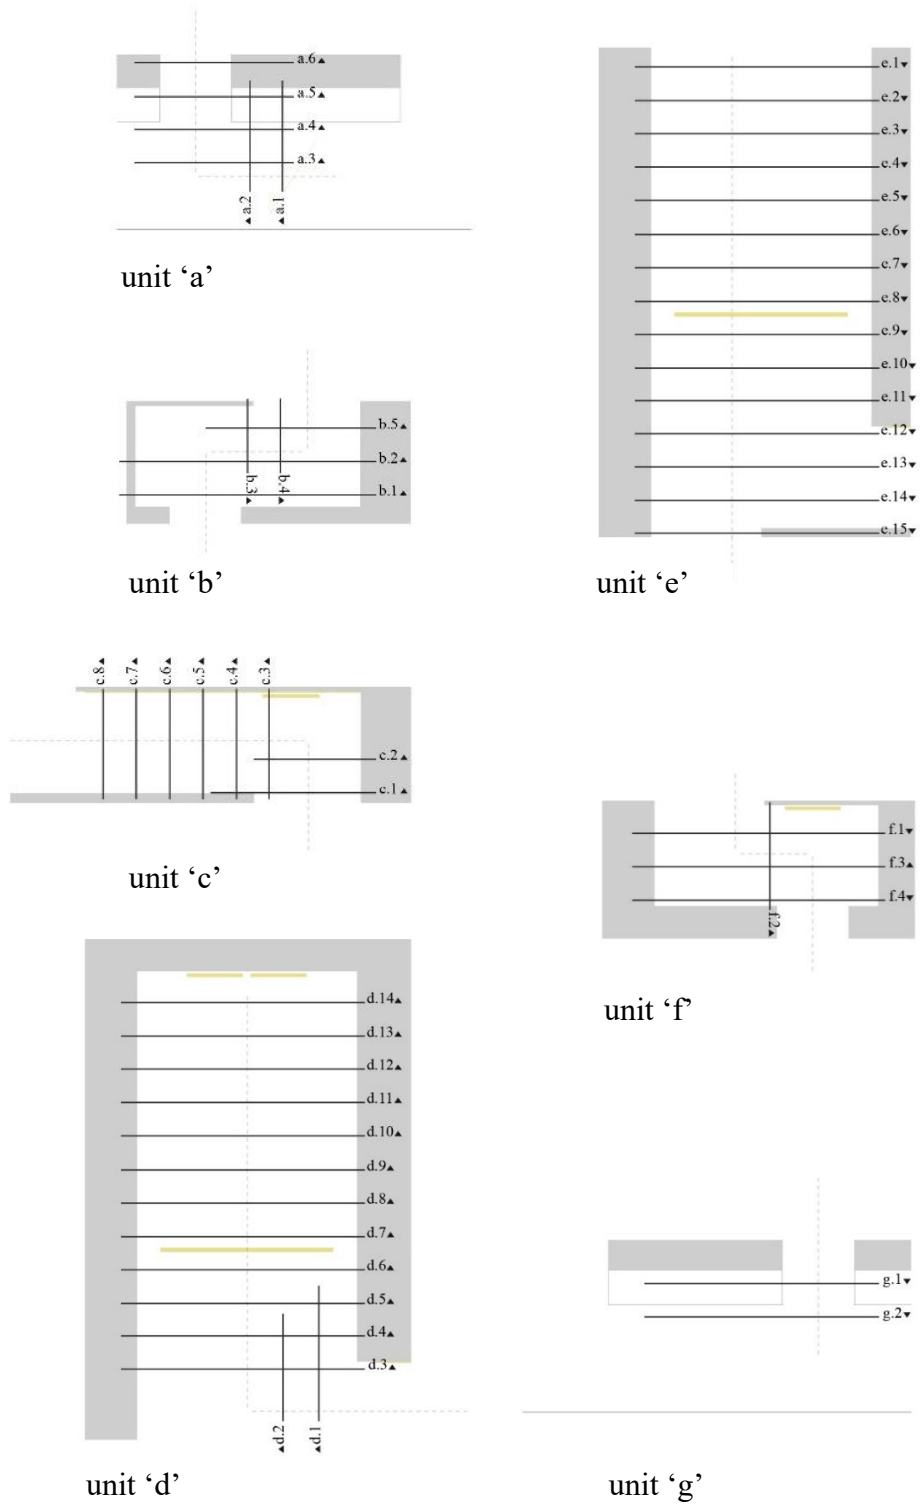 a.6▲
a.5▲
a.4▲
a.3▲
▲a.2
▲a.1
unit ‘a’
b.5▲
b.2▲
b.3▲
b.4▲
b.1▲
unit ‘b’
c.8▲
c.7▲
c.6▲
c.5▲
c.4▲
c.3▲
c.2▲
c.1▲
unit ‘c’
d.14▲
d.13▲
d.12▲
d.11▲
d.10▲
d.9▲
d.8▲
d.7▲
d.6▲
d.5▲
d.4▲
d.3▲
▲d.2
▲d.1
unit ‘d’
e.1▼
e.2▼
e.3▼
e.4▼
e.5▼
e.6▼
e.7▼
e.8▼
e.9▼
e.10▼
e.11▼
e.12▼
e.13▼
e.14▼
e.15▼
unit ‘e’
f.1▼
f.3▲
f.4▼
f.2▲
unit ‘f’
g.1▼
g.2▼
unit ‘g’